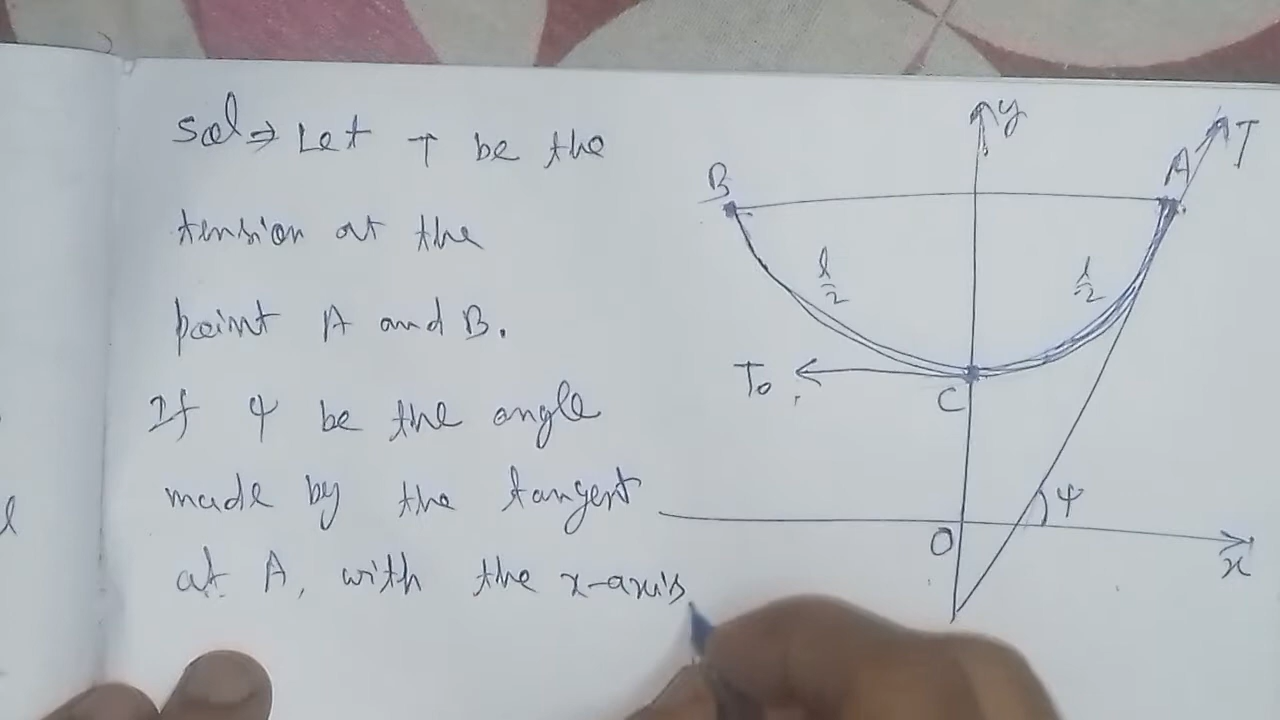 Sol⇒ Let T be the
tension at the
point A and B.
If ψ be the angle
made by the tangent
at A, with the x-axis
y
T
A
B
l/2
l/2
T₀
C
ψ
O
x
l